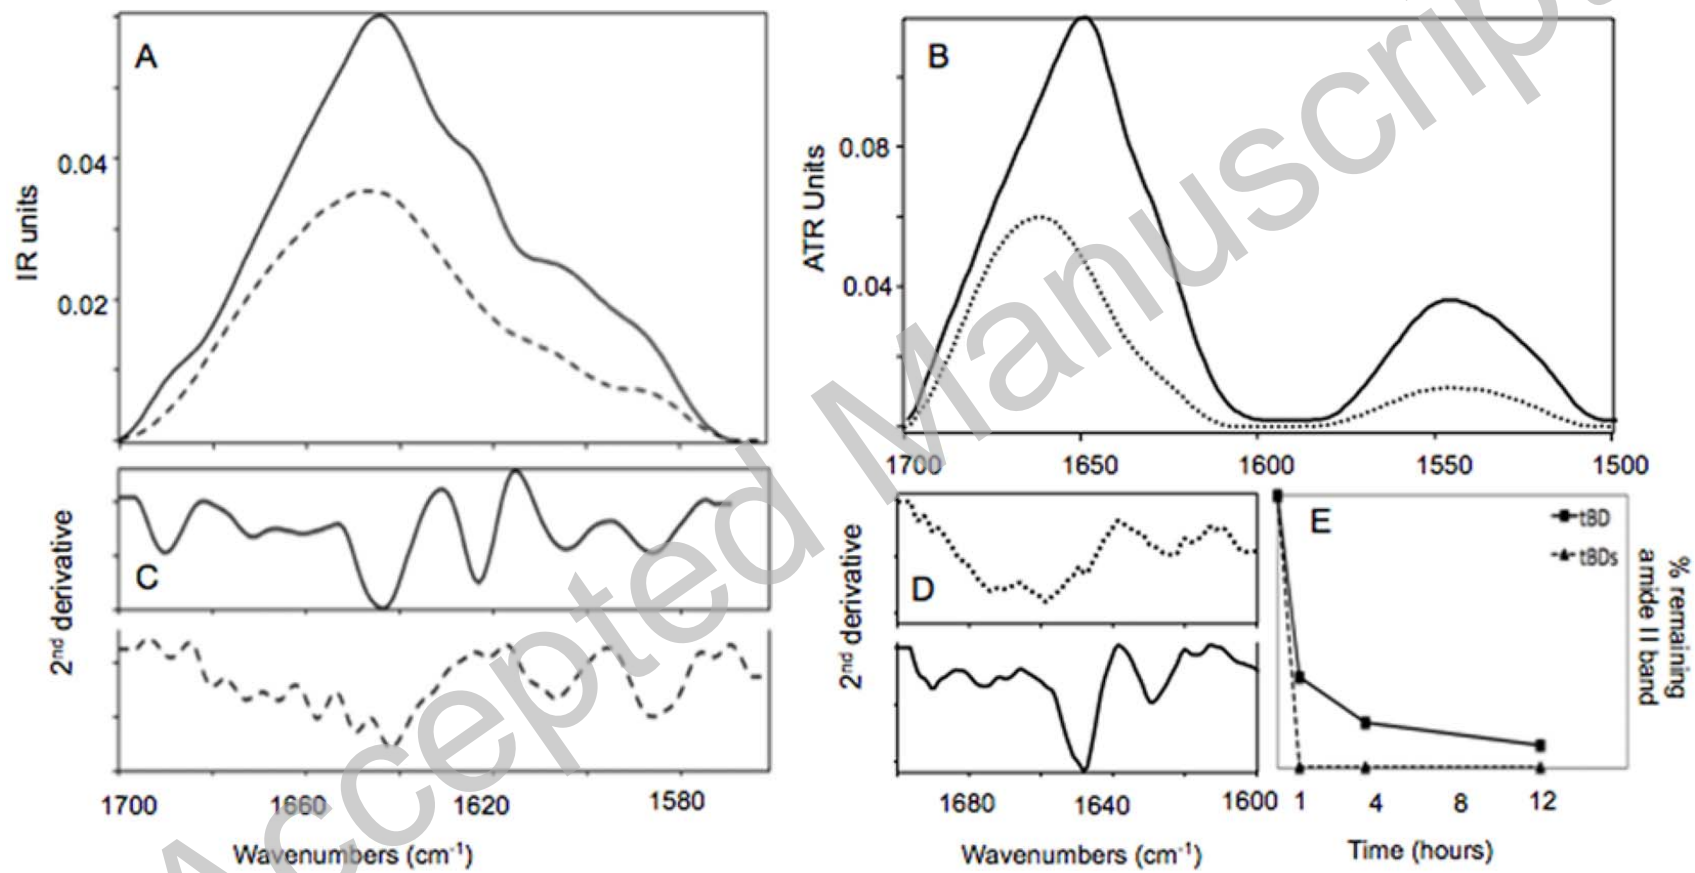 A
0.04
0.02
IR units
B
0.08
0.04
ATR Units
1700
1650
1600
1550
1500
C
2nd derivative
1700
1660
1620
1580
Wavenumbers (cm-1)
D
2nd derivative
1680
1640
1600
Wavenumbers (cm-1)
E
tBD
tBDs
% remaining
amide II band
1
4
8
12
Time (hours)
Accepted Manuscript